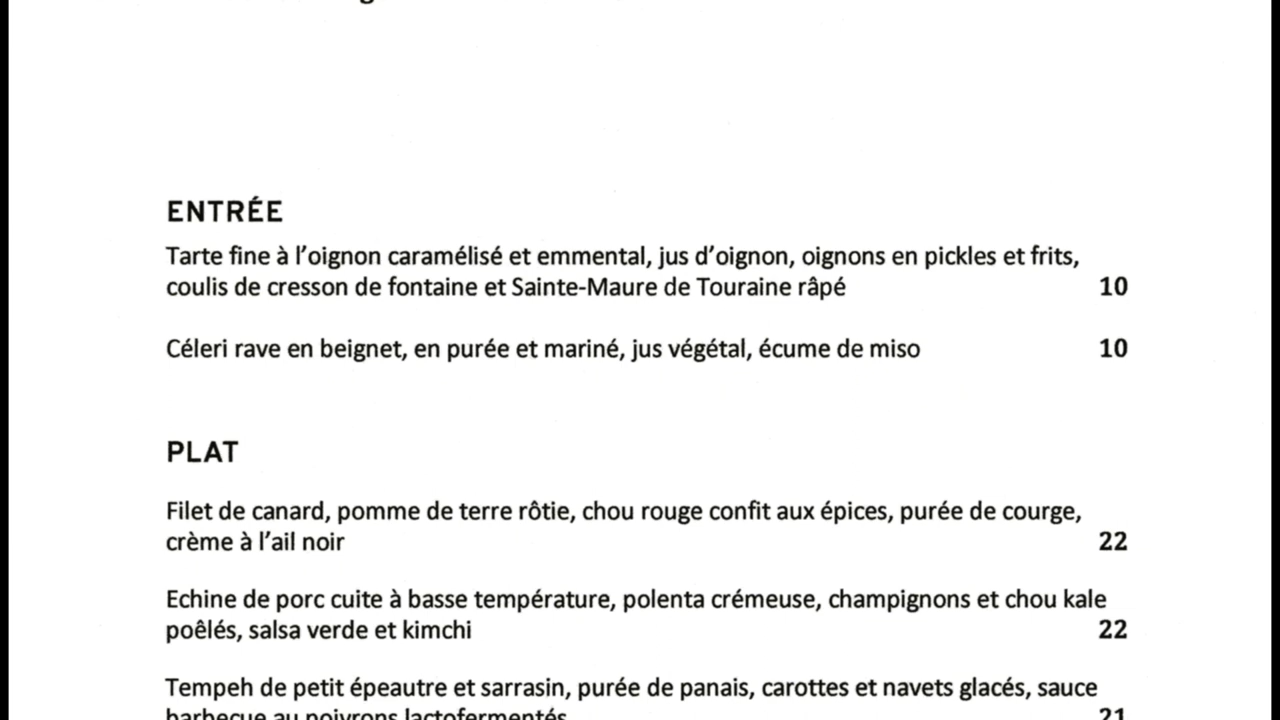 ENTRÉE
Tarte fine à l’oignon caramélisé et emmental, jus d’oignon, oignons en pickles et frits,
coulis de cresson de fontaine et Sainte-Maure de Touraine râpé 10
Céleri rave en beignet, en purée et mariné, jus végétal, écume de miso 10
PLAT
Filet de canard, pomme de terre rôtie, chou rouge confit aux épices, purée de courge,
crème à l’ail noir 22
Echine de porc cuite à basse température, polenta crémeuse, champignons et chou kale
poêlés, salsa verde et kimchi 22
Tempeh de petit épeautre et sarrasin, purée de panais, carottes et navets glacés, sauce
barbecue au poivrons lactofermentés 21